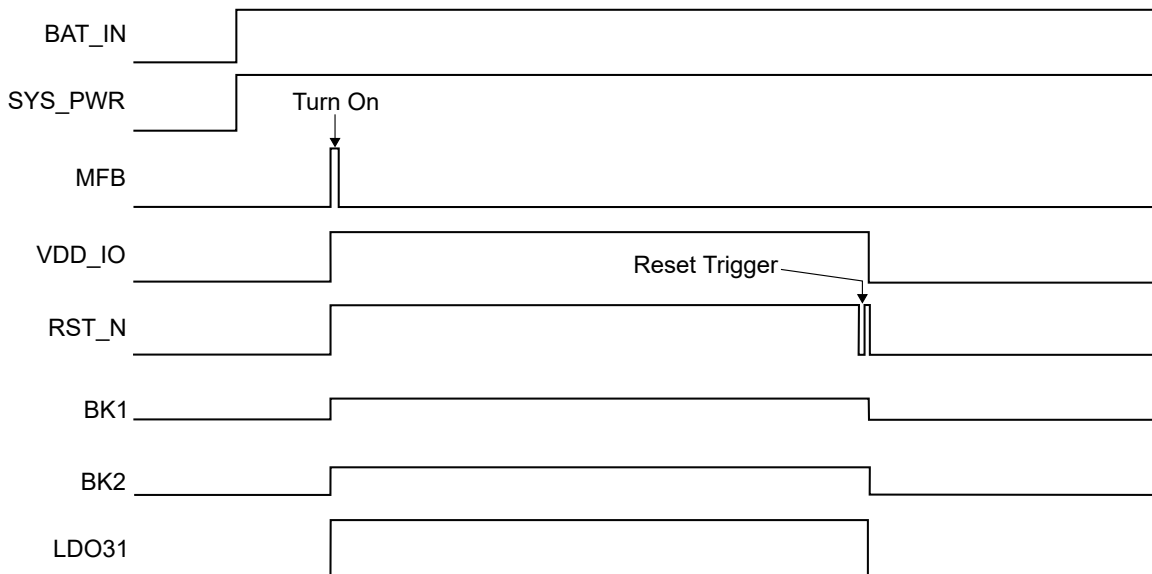 BAT_IN
SYS_PWR
Turn On
MFB
VDD_IO
Reset Trigger
RST_N
BK1
BK2
LDO31